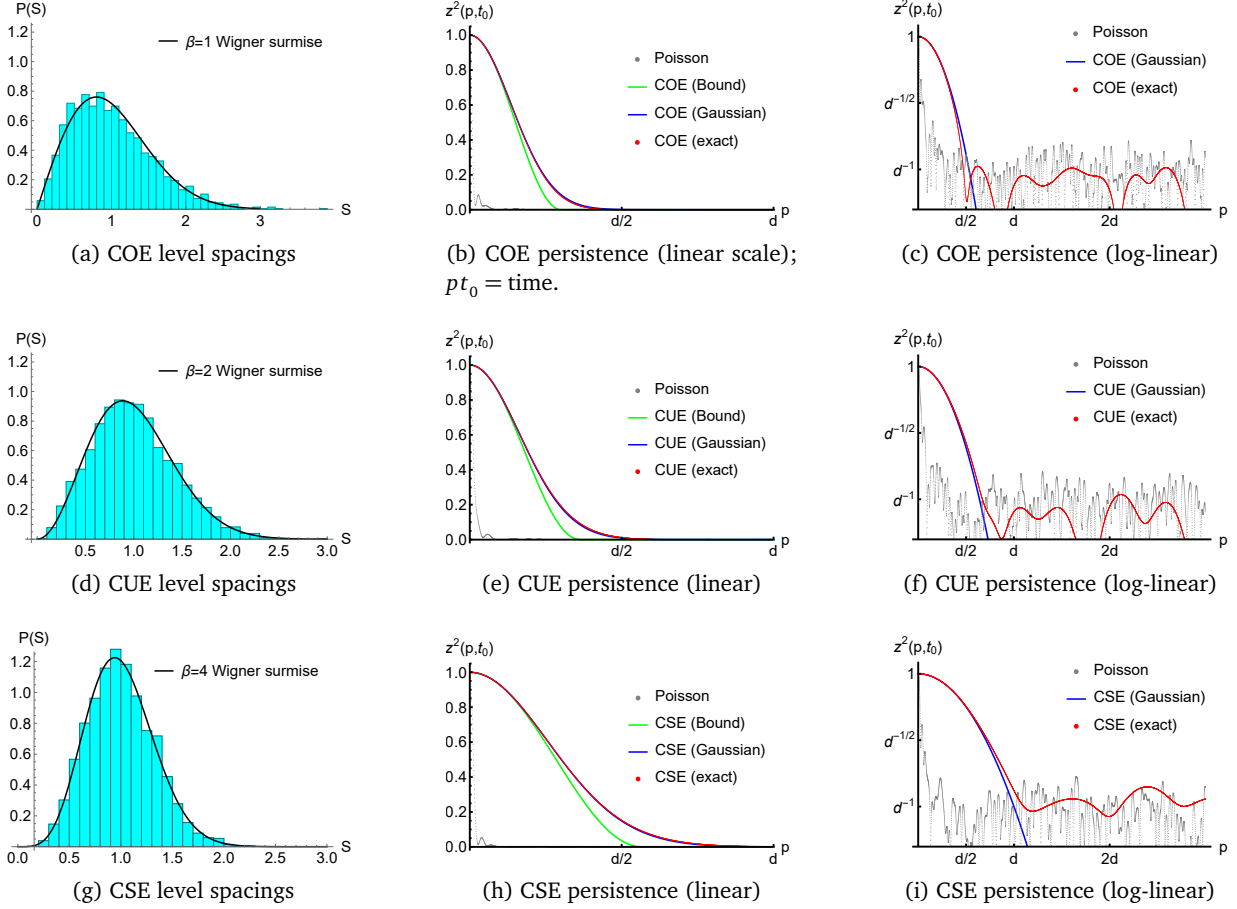 P(S)
1.2
1.0
0.8
0.6
0.4
0.2
0
1
2
3
S
β=1 Wigner surmise
(a) COE level spacings
z²(p,t₀)
1.0
0.8
0.6
0.4
0.2
0.0
d/2
d
p
Poisson
COE (Bound)
COE (Gaussian)
COE (exact)
(b) COE persistence (linear scale);
pt₀ = time.
z²(p,t₀)
1
d⁻¹/²
d⁻¹
d/2
d
2d
p
Poisson
COE (Gaussian)
COE (exact)
(c) COE persistence (log-linear)
P(S)
1.2
1.0
0.8
0.6
0.4
0.2
0.5
1.0
1.5
2.0
2.5
3.0
S
β=2 Wigner surmise
(d) CUE level spacings
z²(p,t₀)
1.0
0.8
0.6
0.4
0.2
0.0
d/2
d
p
Poisson
CUE (Bound)
CUE (Gaussian)
CUE (exact)
(e) CUE persistence (linear)
z²(p,t₀)
1
d⁻¹/²
d⁻¹
d/2
d
2d
p
Poisson
CUE (Gaussian)
CUE (exact)
(f) CUE persistence (log-linear)
P(S)
1.2
1.0
0.8
0.6
0.4
0.2
0.0
0.5
1.0
1.5
2.0
2.5
3.0
S
β=4 Wigner surmise
(g) CSE level spacings
z²(p,t₀)
1.0
0.8
0.6
0.4
0.2
0.0
d/2
d
p
Poisson
CSE (Bound)
CSE (Gaussian)
CSE (exact)
(h) CSE persistence (linear)
z²(p,t₀)
1
d⁻¹/²
d⁻¹
d/2
d
2d
p
Poisson
CSE (Gaussian)
CSE (exact)
(i) CSE persistence (log-linear)